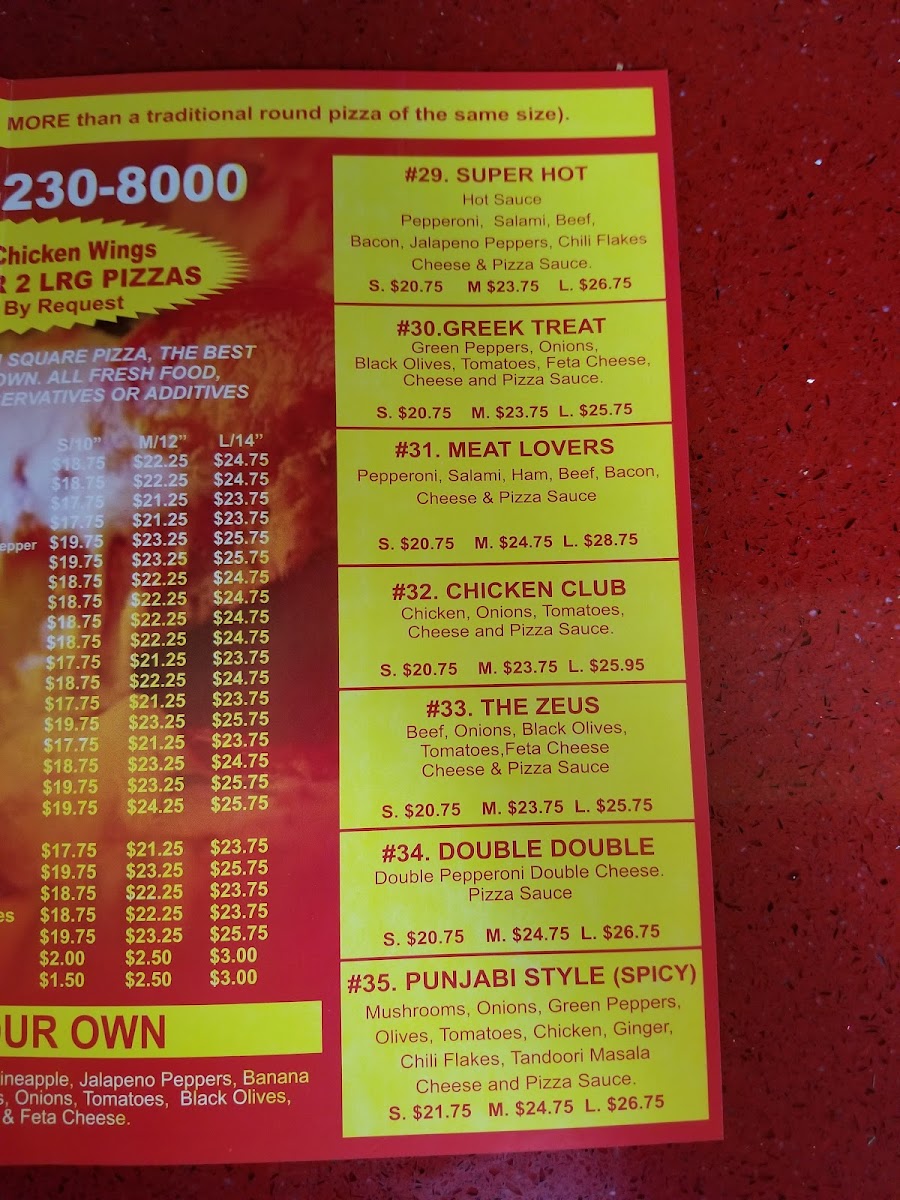 MORE than a traditional round pizza of the same size).
-230-8000
Chicken Wings
2 LRG PIZZAS
By Request
SQUARE PIZZA, THE BEST
OWN. ALL FRESH FOOD,
ERVATIVES OR ADDITIVES
S/10" M/12" L/14"
$18.75 $22.25 $24.75
$18.75 $22.25 $24.75
$17.75 $21.25 $23.75
$17.75 $21.25 $23.75
epper $19.75 $23.25 $25.75
$19.75 $23.25 $25.75
$18.75 $22.25 $24.75
$18.75 $22.25 $24.75
$18.75 $22.25 $24.75
$18.75 $22.25 $24.75
$17.75 $21.25 $23.75
$18.75 $22.25 $24.75
$17.75 $21.25 $23.75
$19.75 $23.25 $25.75
$17.75 $21.25 $23.75
$18.75 $23.25 $24.75
$19.75 $23.25 $25.75
$19.75 $24.25 $25.75
$17.75 $21.25 $23.75
$19.75 $23.25 $25.75
$18.75 $22.25 $23.75
es $18.75 $22.25 $23.75
$19.75 $23.25 $25.75
$2.00 $2.50 $3.00
$1.50 $2.50 $3.00
OUR OWN
ineapple, Jalapeno Peppers, Banana
s, Onions, Tomatoes, Black Olives,
& Feta Cheese.
#29. SUPER HOT
Hot Sauce
Pepperoni, Salami, Beef,
Bacon, Jalapeno Peppers, Chili Flakes
Cheese & Pizza Sauce.
S. $20.75 M $23.75 L. $26.75
#30.GREEK TREAT
Green Peppers, Onions,
Black Olives, Tomatoes, Feta Cheese,
Cheese and Pizza Sauce.
S. $20.75 M. $23.75 L. $25.75
#31. MEAT LOVERS
Pepperoni, Salami, Ham, Beef, Bacon,
Cheese & Pizza Sauce
S. $20.75 M. $24.75 L. $28.75
#32. CHICKEN CLUB
Chicken, Onions, Tomatoes,
Cheese and Pizza Sauce.
S. $20.75 M. $23.75 L. $25.95
#33. THE ZEUS
Beef, Onions, Black Olives,
Tomatoes,Feta Cheese
Cheese & Pizza Sauce
S. $20.75 M. $23.75 L. $25.75
#34. DOUBLE DOUBLE
Double Pepperoni Double Cheese.
Pizza Sauce
S. $20.75 M. $24.75 L. $26.75
#35. PUNJABI STYLE (SPICY)
Mushrooms, Onions, Green Peppers,
Olives, Tomatoes, Chicken, Ginger,
Chili Flakes, Tandoori Masala
Cheese and Pizza Sauce.
S. $21.75 M. $24.75 L. $26.75